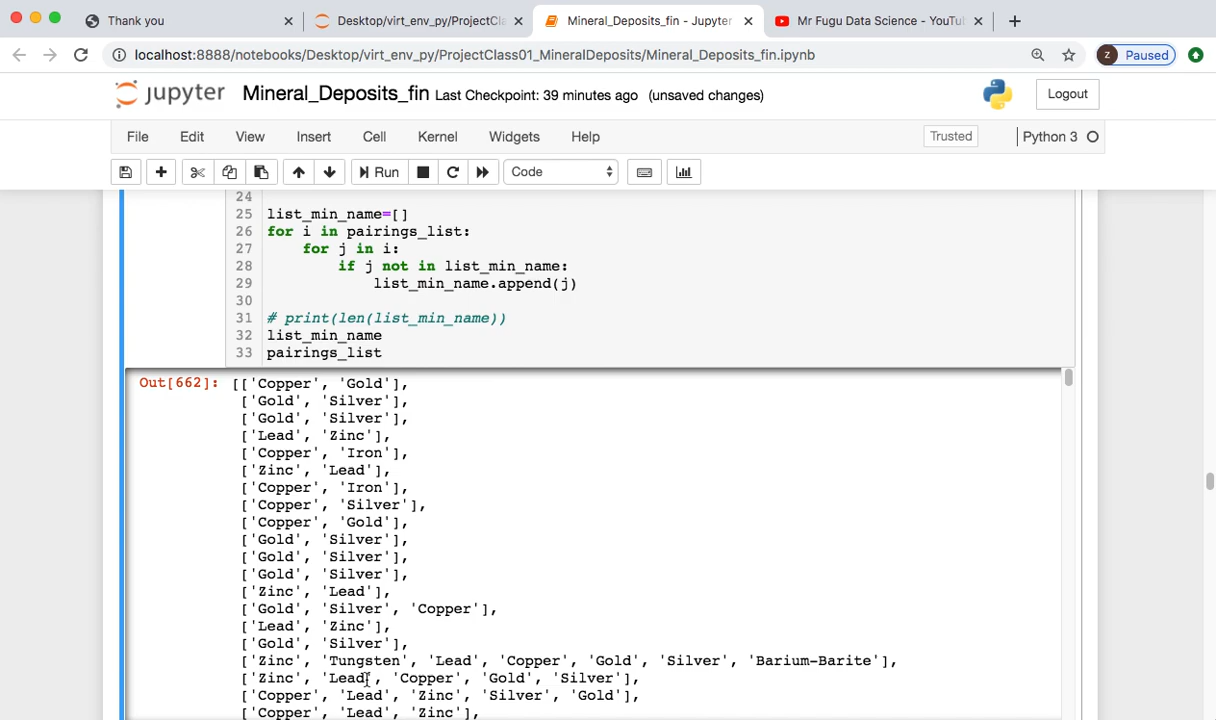 Thank you
Desktop/virt_env_py/ProjectCla
Mineral_Deposits_fin - Jupyter
Mr Fugu Data Science - YouTu
localhost:8888/notebooks/Desktop/virt_env_py/ProjectClass01_MineralDeposits/Mineral_Deposits_fin.ipynb
Z Paused
jupyter Mineral_Deposits_fin Last Checkpoint: 39 minutes ago (unsaved changes) Logout
File Edit View Insert Cell Kernel Widgets Help Trusted Python 3
Run Code
24
25 list_min_name=[]
26 for i in pairings_list:
27 for j in i:
28 if j not in list_min_name:
29 list_min_name.append(j)
30
31 # print(len(list_min_name))
32 list_min_name
33 pairings_list
Out[662]: [['Copper', 'Gold'],
['Gold', 'Silver'],
['Gold', 'Silver'],
['Lead', 'Zinc'],
['Copper', 'Iron'],
['Zinc', 'Lead'],
['Copper', 'Iron'],
['Copper', 'Silver'],
['Copper', 'Gold'],
['Gold', 'Silver'],
['Gold', 'Silver'],
['Gold', 'Silver'],
['Zinc', 'Lead'],
['Gold', 'Silver', 'Copper'],
['Lead', 'Zinc'],
['Gold', 'Silver'],
['Zinc', 'Tungsten', 'Lead', 'Copper', 'Gold', 'Silver', 'Barium-Barite'],
['Zinc', 'Lead', 'Copper', 'Gold', 'Silver'],
['Copper', 'Lead', 'Zinc', 'Silver', 'Gold'],
['Copper', 'Lead', 'Zinc'],